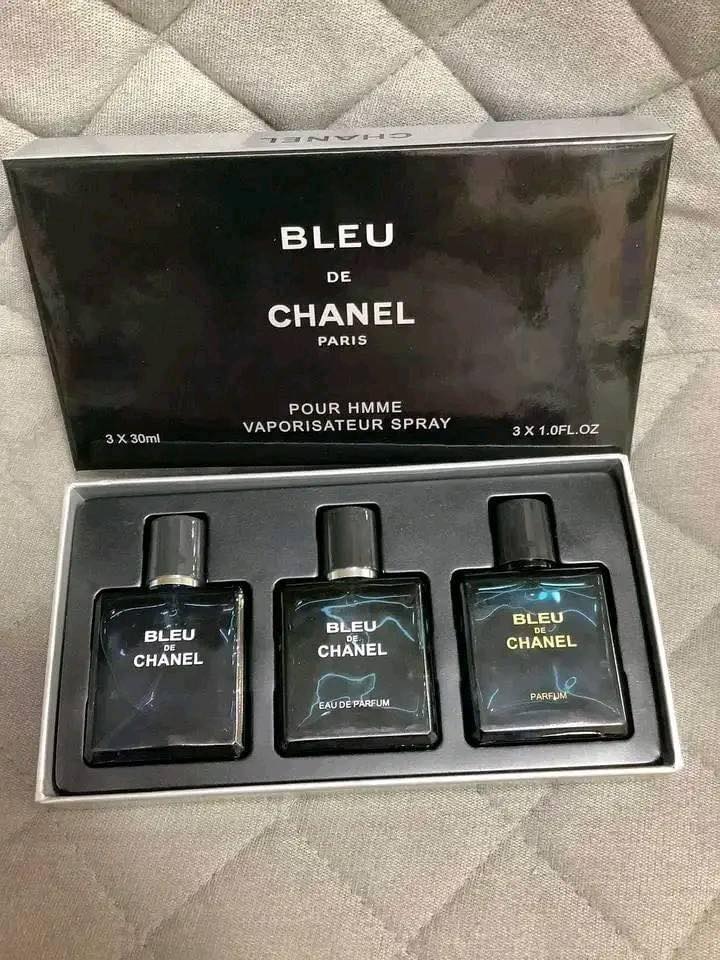 CHANEL
BLEU
DE
CHANEL
PARIS
POUR HMME
VAPORISATEUR SPRAY
3 X 30ml
3 X 1.0FL.OZ
BLEU
DE
CHANEL
BLEU
DE
CHANEL
EAU DE PARFUM
BLEU
DE
CHANEL
PARFUM